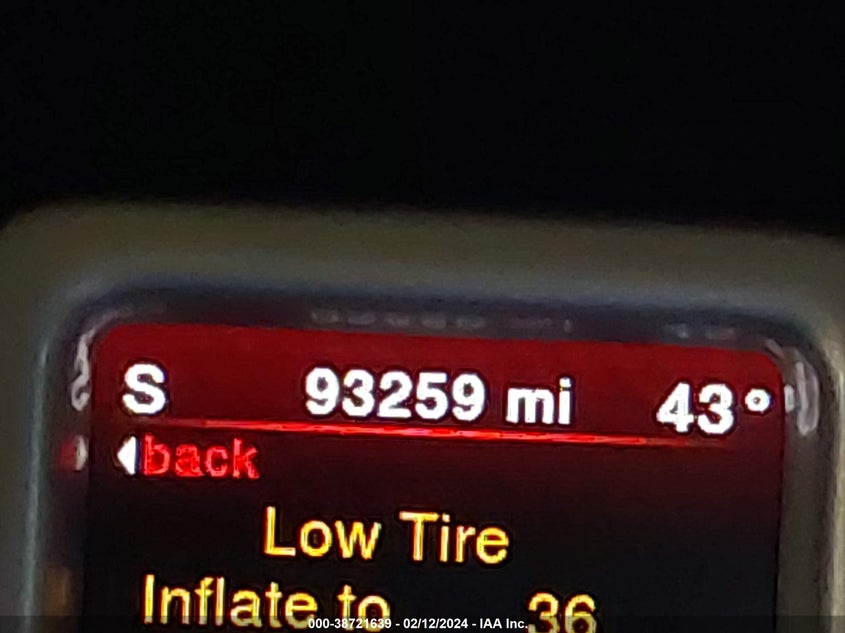 S 93259 mi 43°
back
Low Tire
Inflate to 36
000-38721639 - 02/12/2024 - IAA Inc.